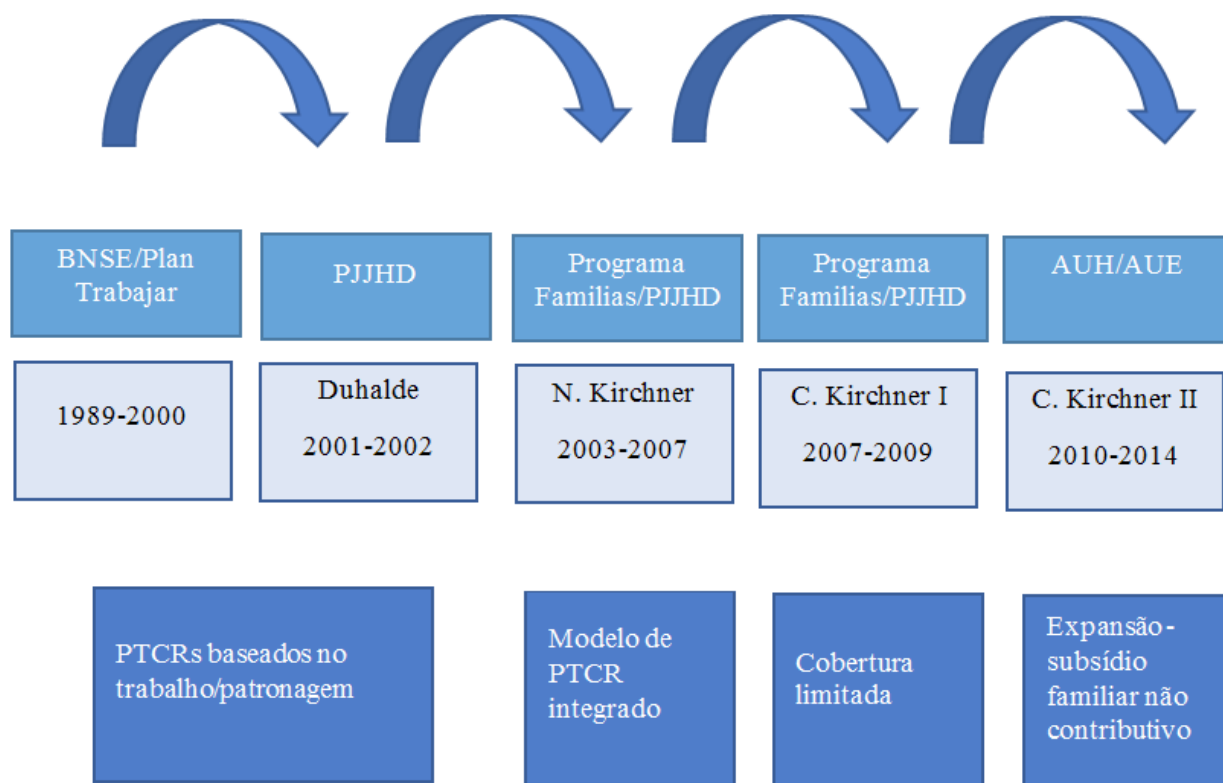 BNSE/Plan
Trabajar
PJJHD
Programa
Familias/PJJHD
Programa
Familias/PJJHD
AUH/AUE
1989-2000
Duhalde
2001-2002
N. Kirchner
2003-2007
C. Kirchner I
2007-2009
C. Kirchner II
2010-2014
PTCRs baseados no
trabalho/patronagem
Modelo de
PTCR
integrado
Cobertura
limitada
Expansão-
subsídio
familiar não
contributivo